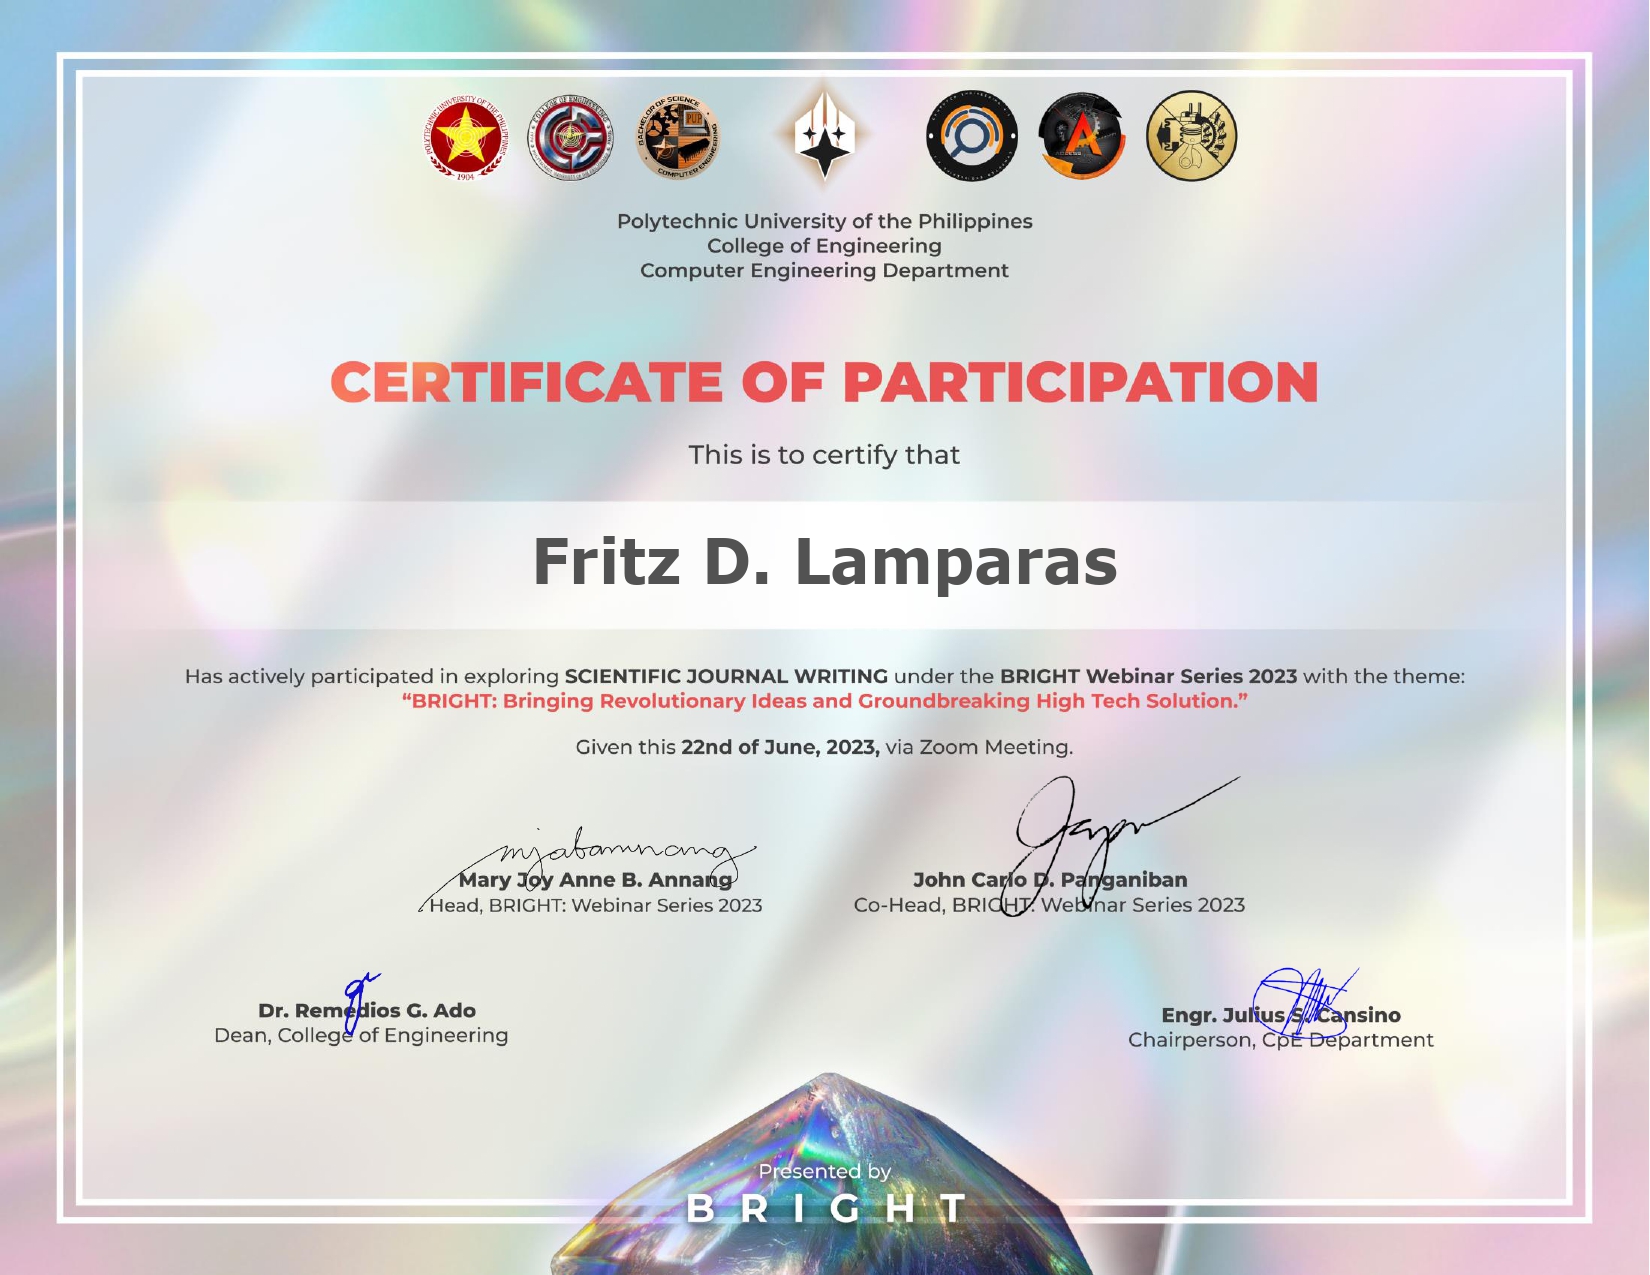 POLYTECHNIC UNIVERSITY OF THE PHILIPPINES
1904
COLLEGE OF ENGINEERING
BACHELOR OF SCIENCE
PUP
COMPUTER ENGINEERING
A
Polytechnic University of the Philippines
College of Engineering
Computer Engineering Department
CERTIFICATE OF PARTICIPATION
This is to certify that
Fritz D. Lamparas
Has actively participated in exploring SCIENTIFIC JOURNAL WRITING under the BRIGHT Webinar Series 2023 with the theme:
“BRIGHT: Bringing Revolutionary Ideas and Groundbreaking High Tech Solution.”
Given this 22nd of June, 2023, via Zoom Meeting.
mjabannang
Mary Joy Anne B. Annang
Head, BRIGHT: Webinar Series 2023
John Carlo D. Panganiban
Co-Head, BRIGHT: Webinar Series 2023
Dr. Remedios G. Ado
Dean, College of Engineering
Engr. Julius S. Cansino
Chairperson, CpE Department
Presented by
BRIGHT